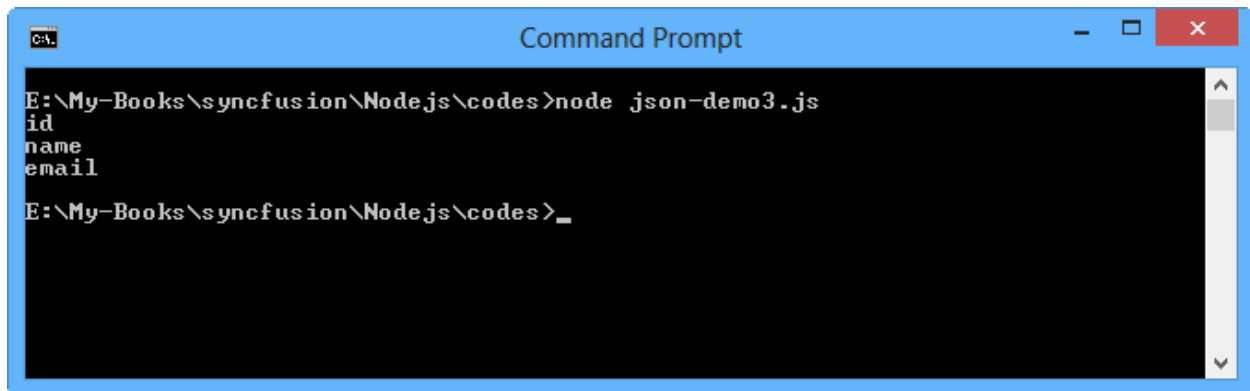 C:\.
Command Prompt
E:\My-Books\syncfusion\Nodejs\codes>node json-demo3.js
id
name
email
E:\My-Books\syncfusion\Nodejs\codes>_